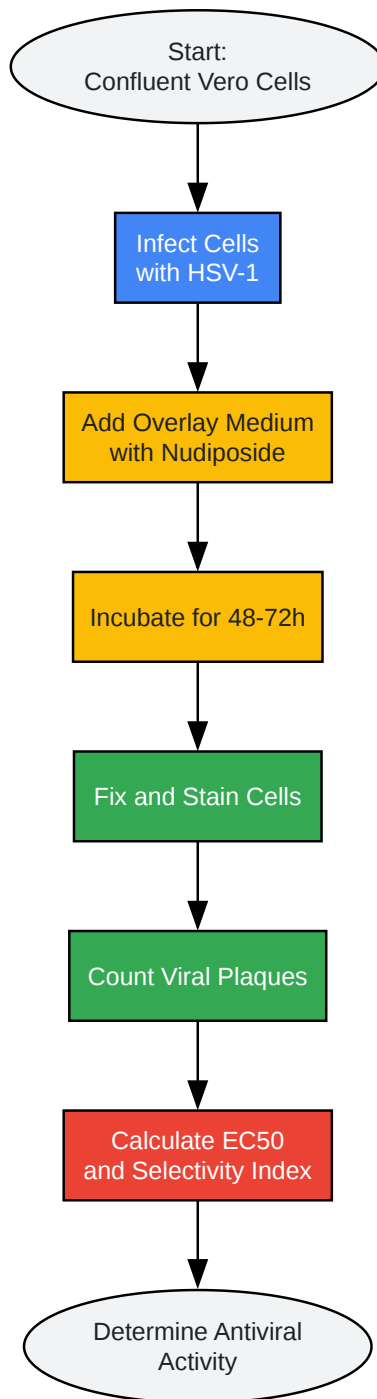 Start:
Confluent Vero Cells
Infect Cells
with HSV-1
Add Overlay Medium
with Nudiposide
Incubate for 48-72h
Fix and Stain Cells
Count Viral Plaques
Calculate EC50
and Selectivity Index
Determine Antiviral
Activity